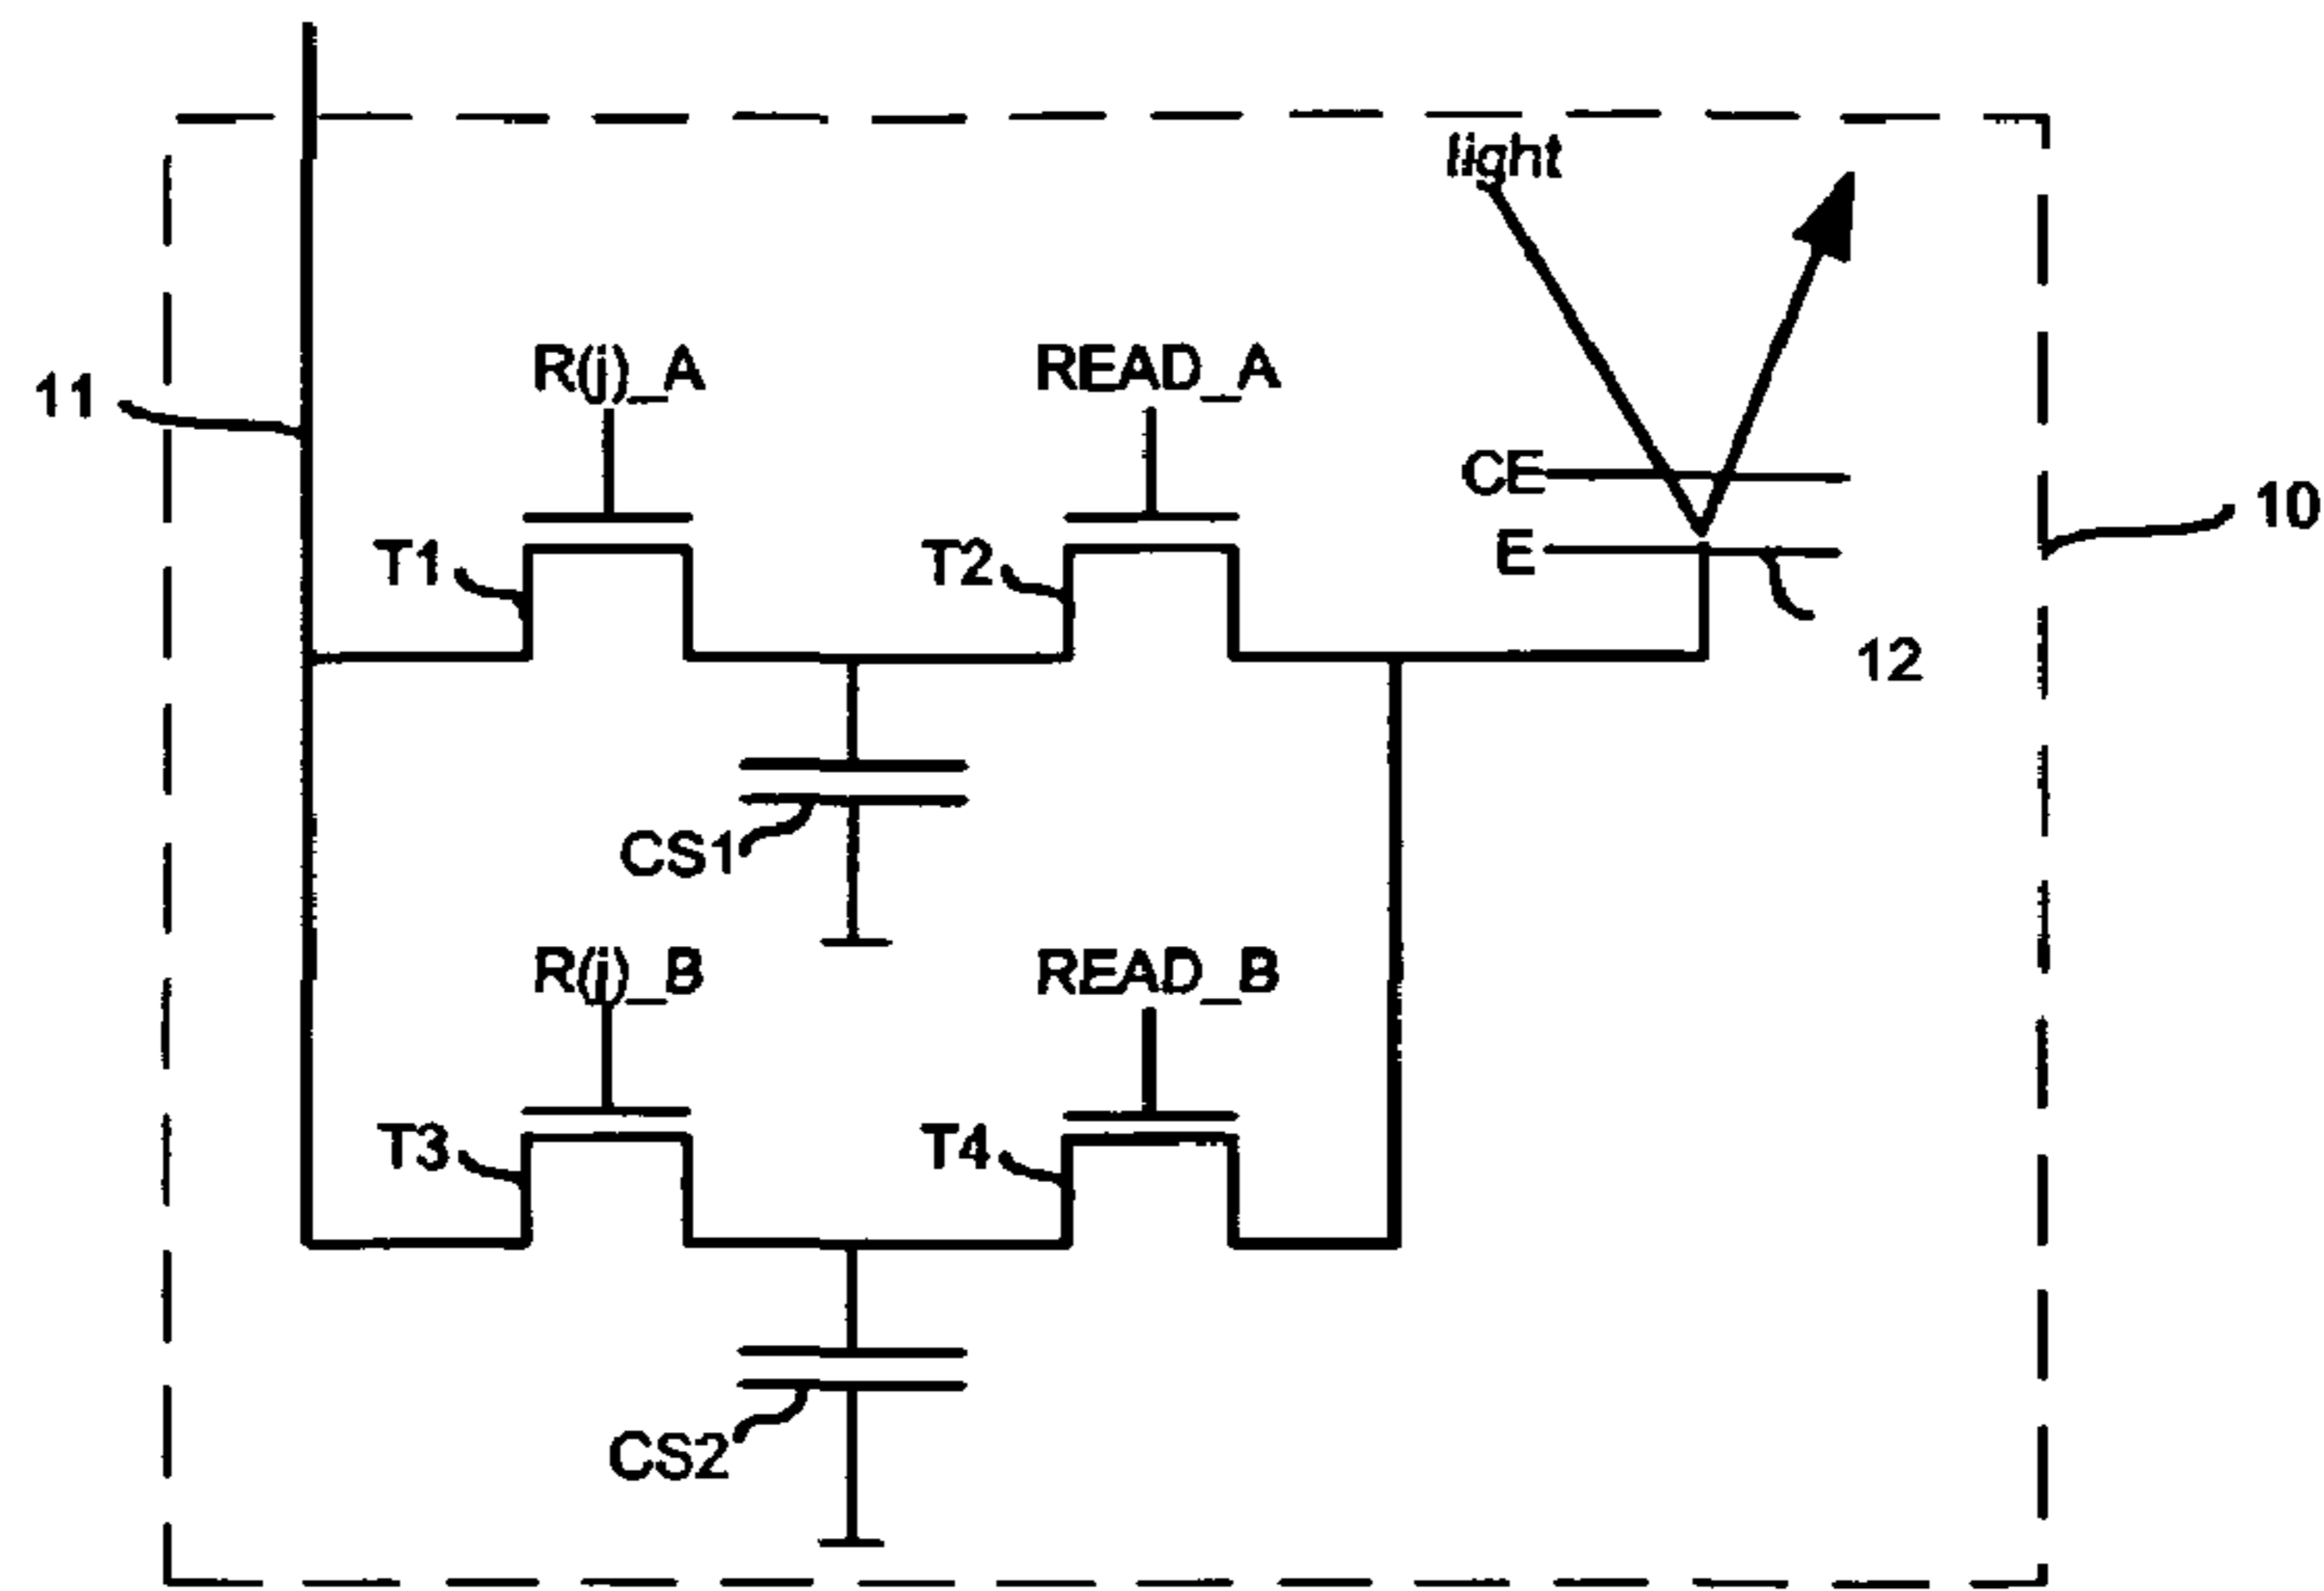 light
R(j)_A
READ_A
11
CE
10
T1
T2
E
12
CS1
R(j)_B
READ_B
T3
T4
CS2